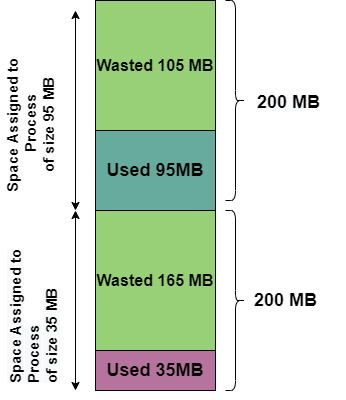 Space Assigned to
Process
of size 95 MB
Wasted 105 MB
200 MB
Used 95MB
Space Assigned to
Process
of size 35 MB
Wasted 165 MB
200 MB
Used 35MB